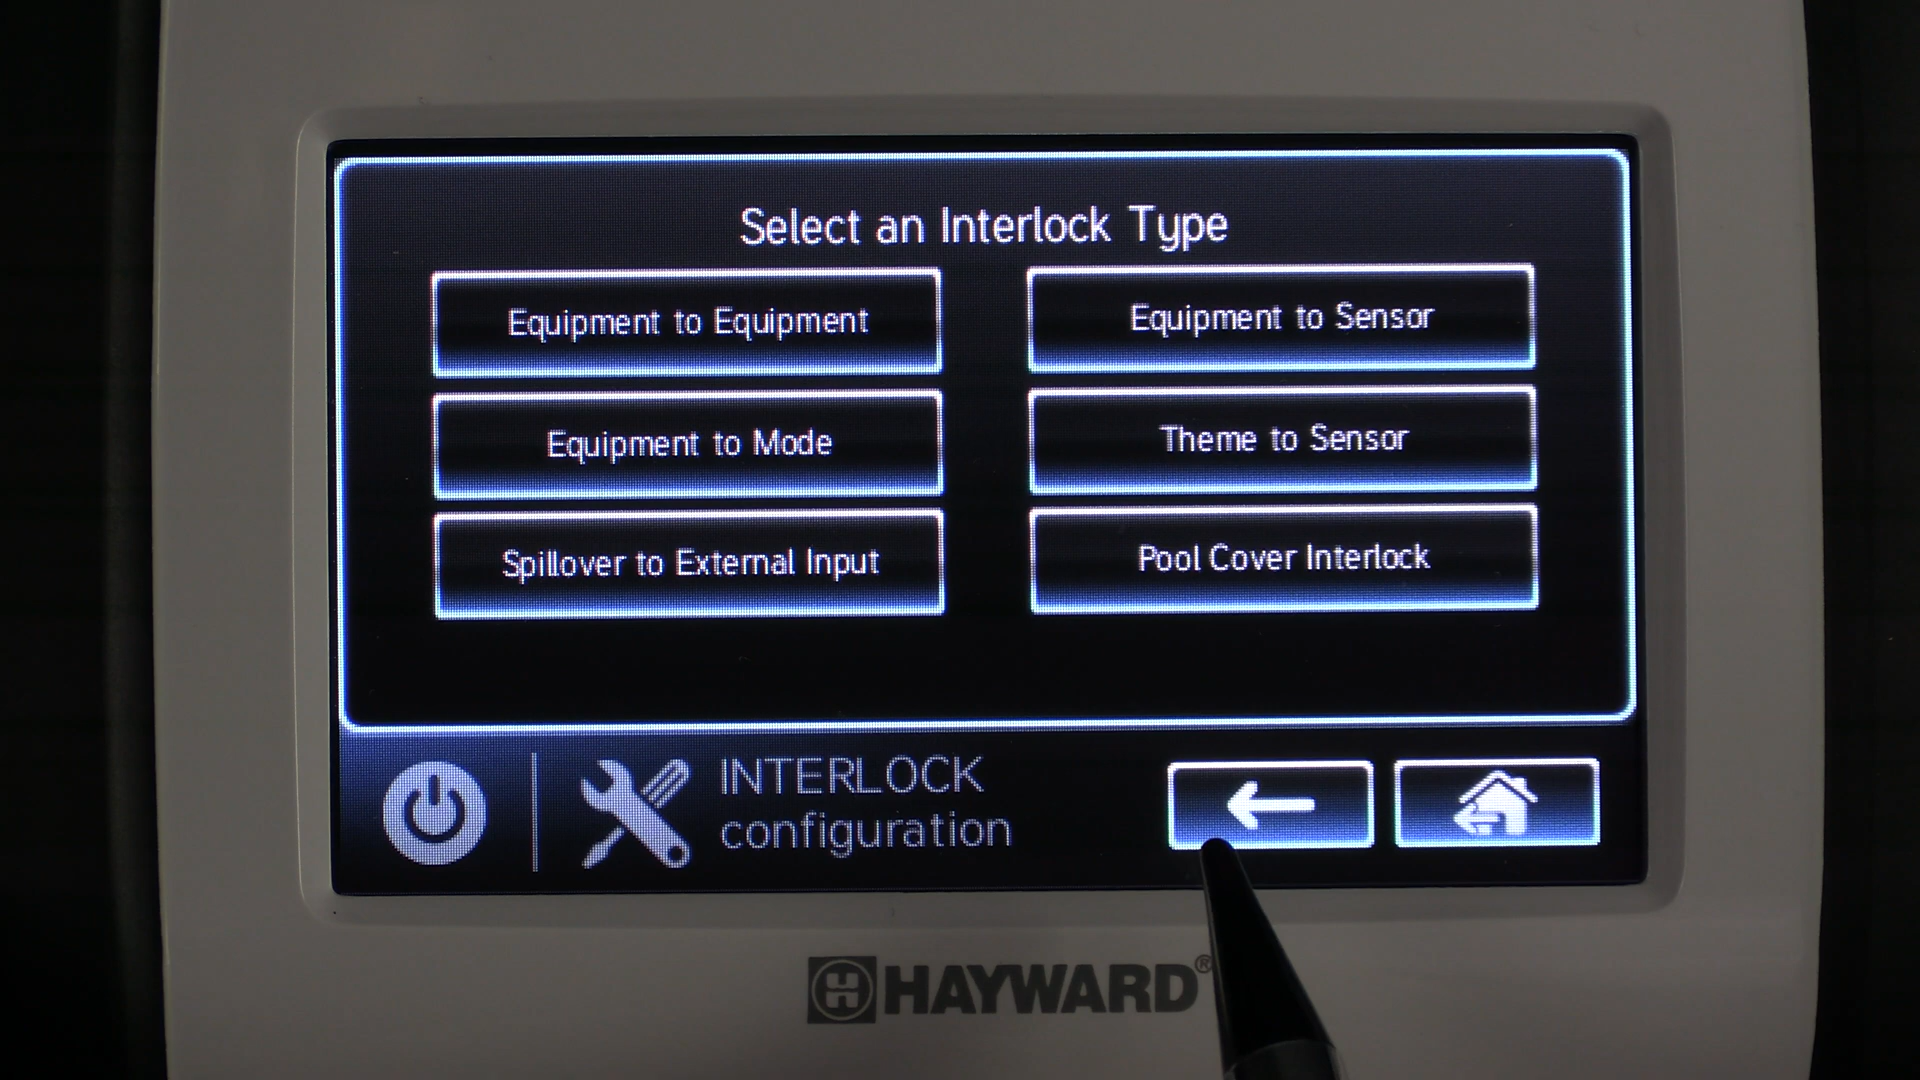 Select an Interlock Type
Equipment to Equipment
Equipment to Sensor
Equipment to Mode
Theme to Sensor
Spillover to External Input
Pool Cover Interlock
INTERLOCK
configuration
HAYWARD®